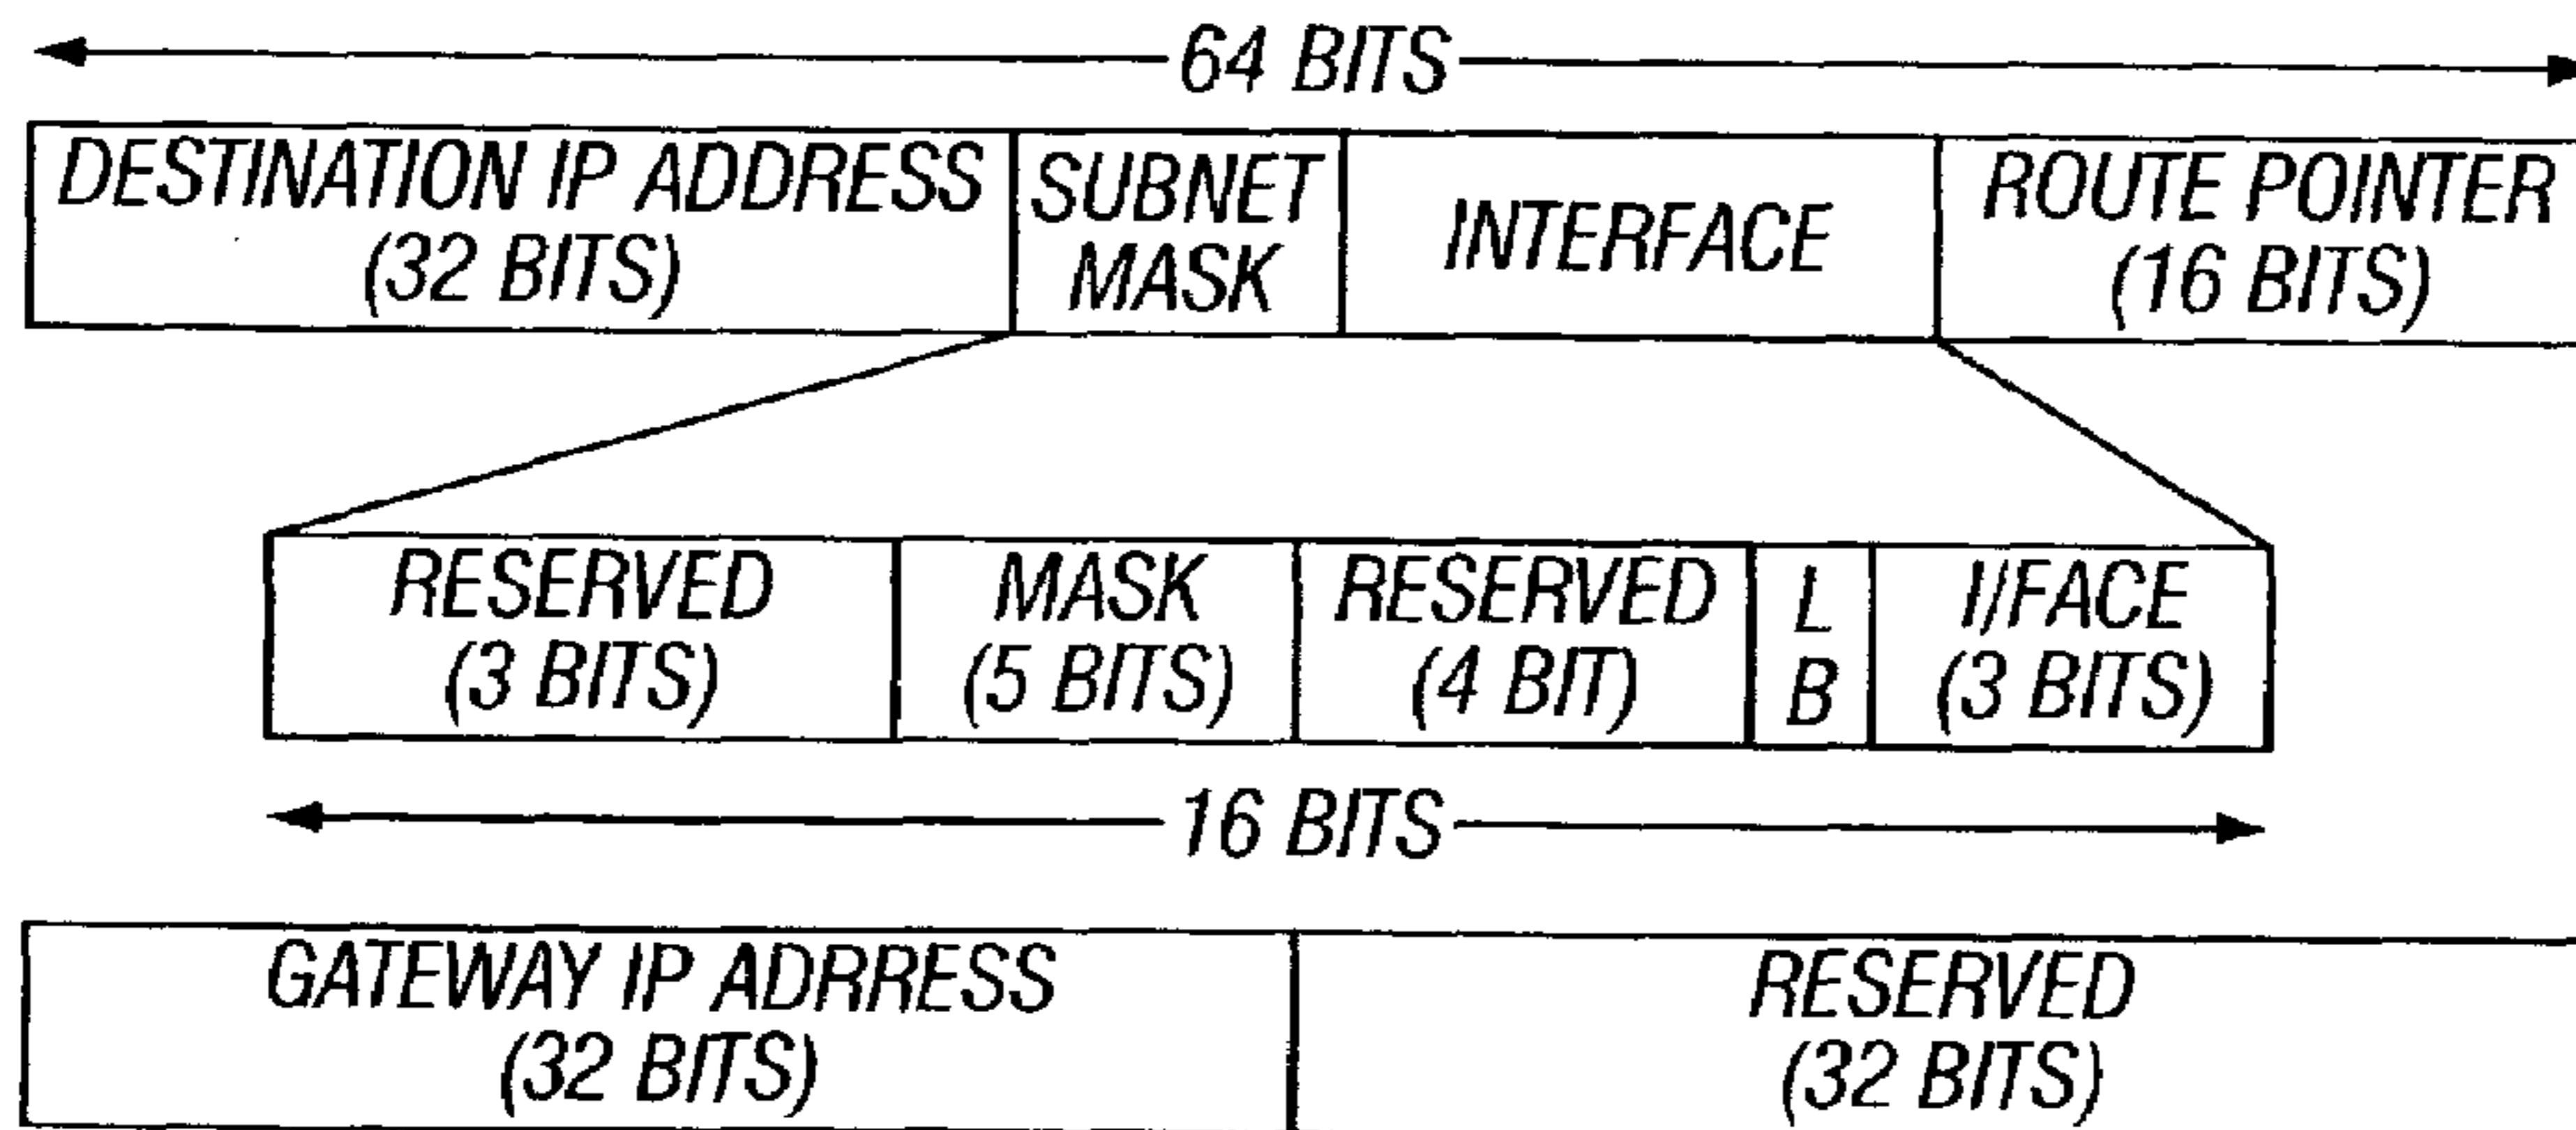 64 BITS
DESTINATION IP ADDRESS
(32 BITS)
SUBNET
MASK
INTERFACE
ROUTE POINTER
(16 BITS)
RESERVED
(3 BITS)
MASK
(5 BITS)
RESERVED
(4 BIT)
L
B
I/FACE
(3 BITS)
16 BITS
GATEWAY IP ADRRESS
(32 BITS)
RESERVED
(32 BITS)